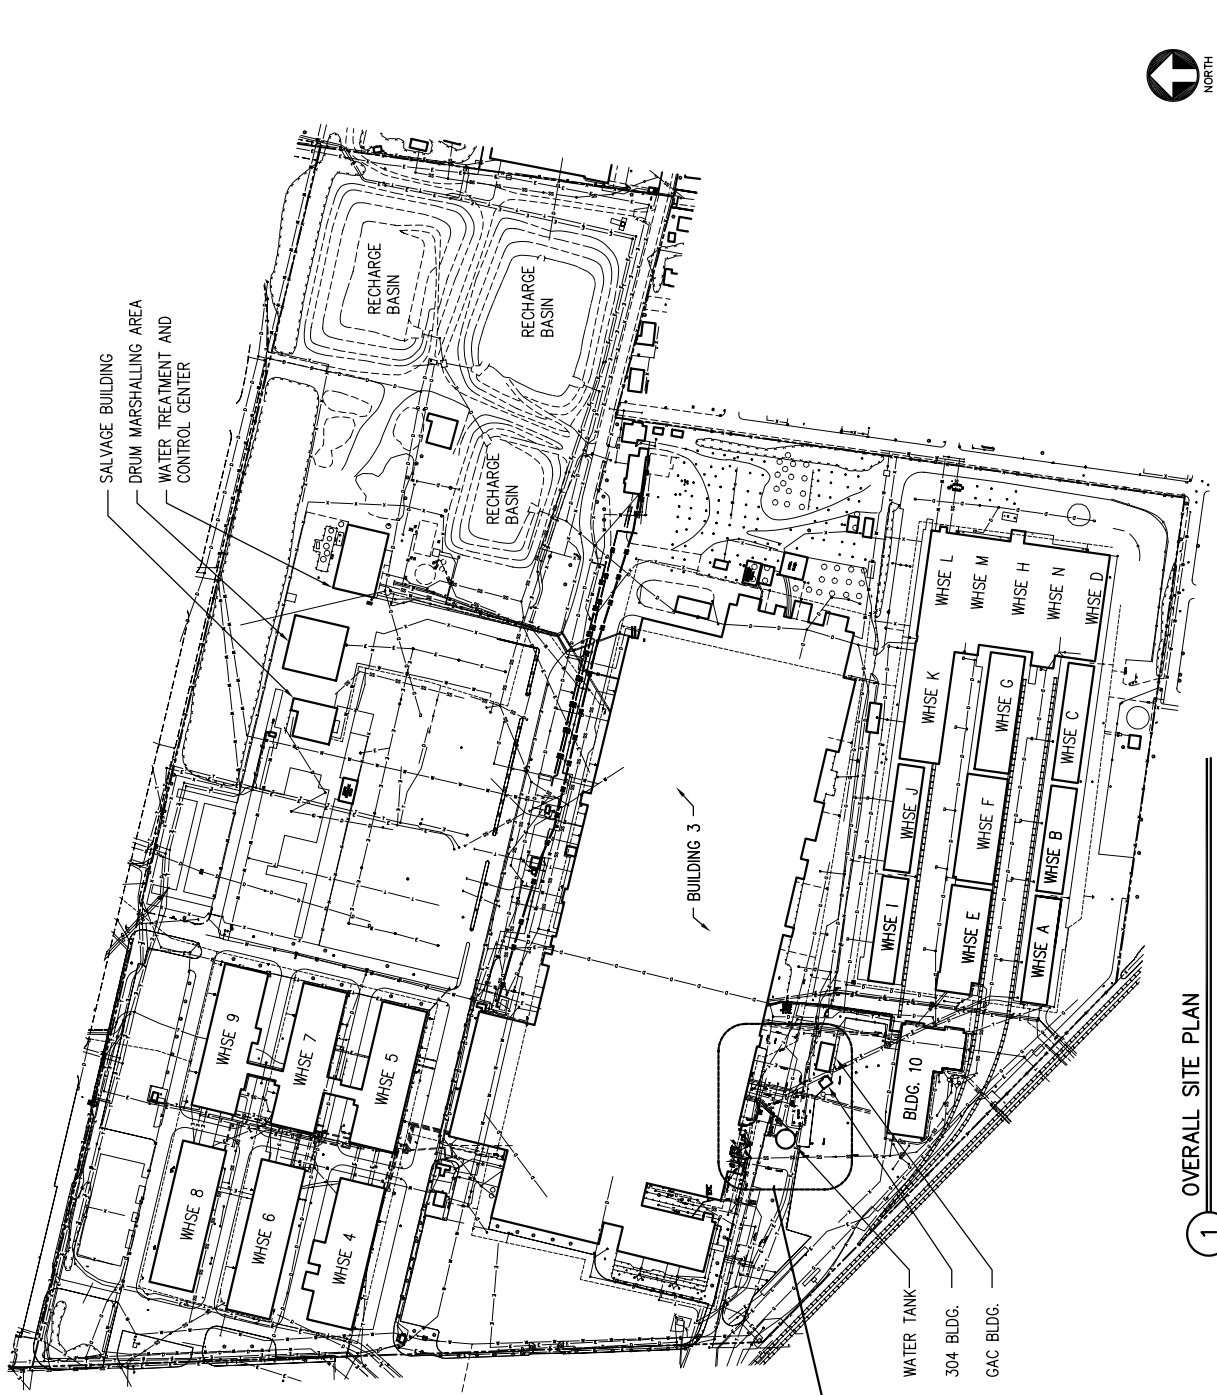 NORTH
SALVAGE BUILDING
DRUM MARSHALLING AREA
WATER TREATMENT AND
CONTROL CENTER
RECHARGE
BASIN
RECHARGE
BASIN
RECHARGE
BASIN
WHSE 9
WHSE 7
WHSE 5
WHSE 8
WHSE 6
WHSE 4
BUILDING 3
WHSE L
WHSE M
WHSE H
WHSE N
WHSE D
WHSE K
WHSE G
WHSE C
WHSE J
WHSE F
WHSE B
WHSE I
WHSE E
WHSE A
BLDG. 10
WATER TANK
304 BLDG.
GAC BLDG.
1
OVERALL SITE PLAN